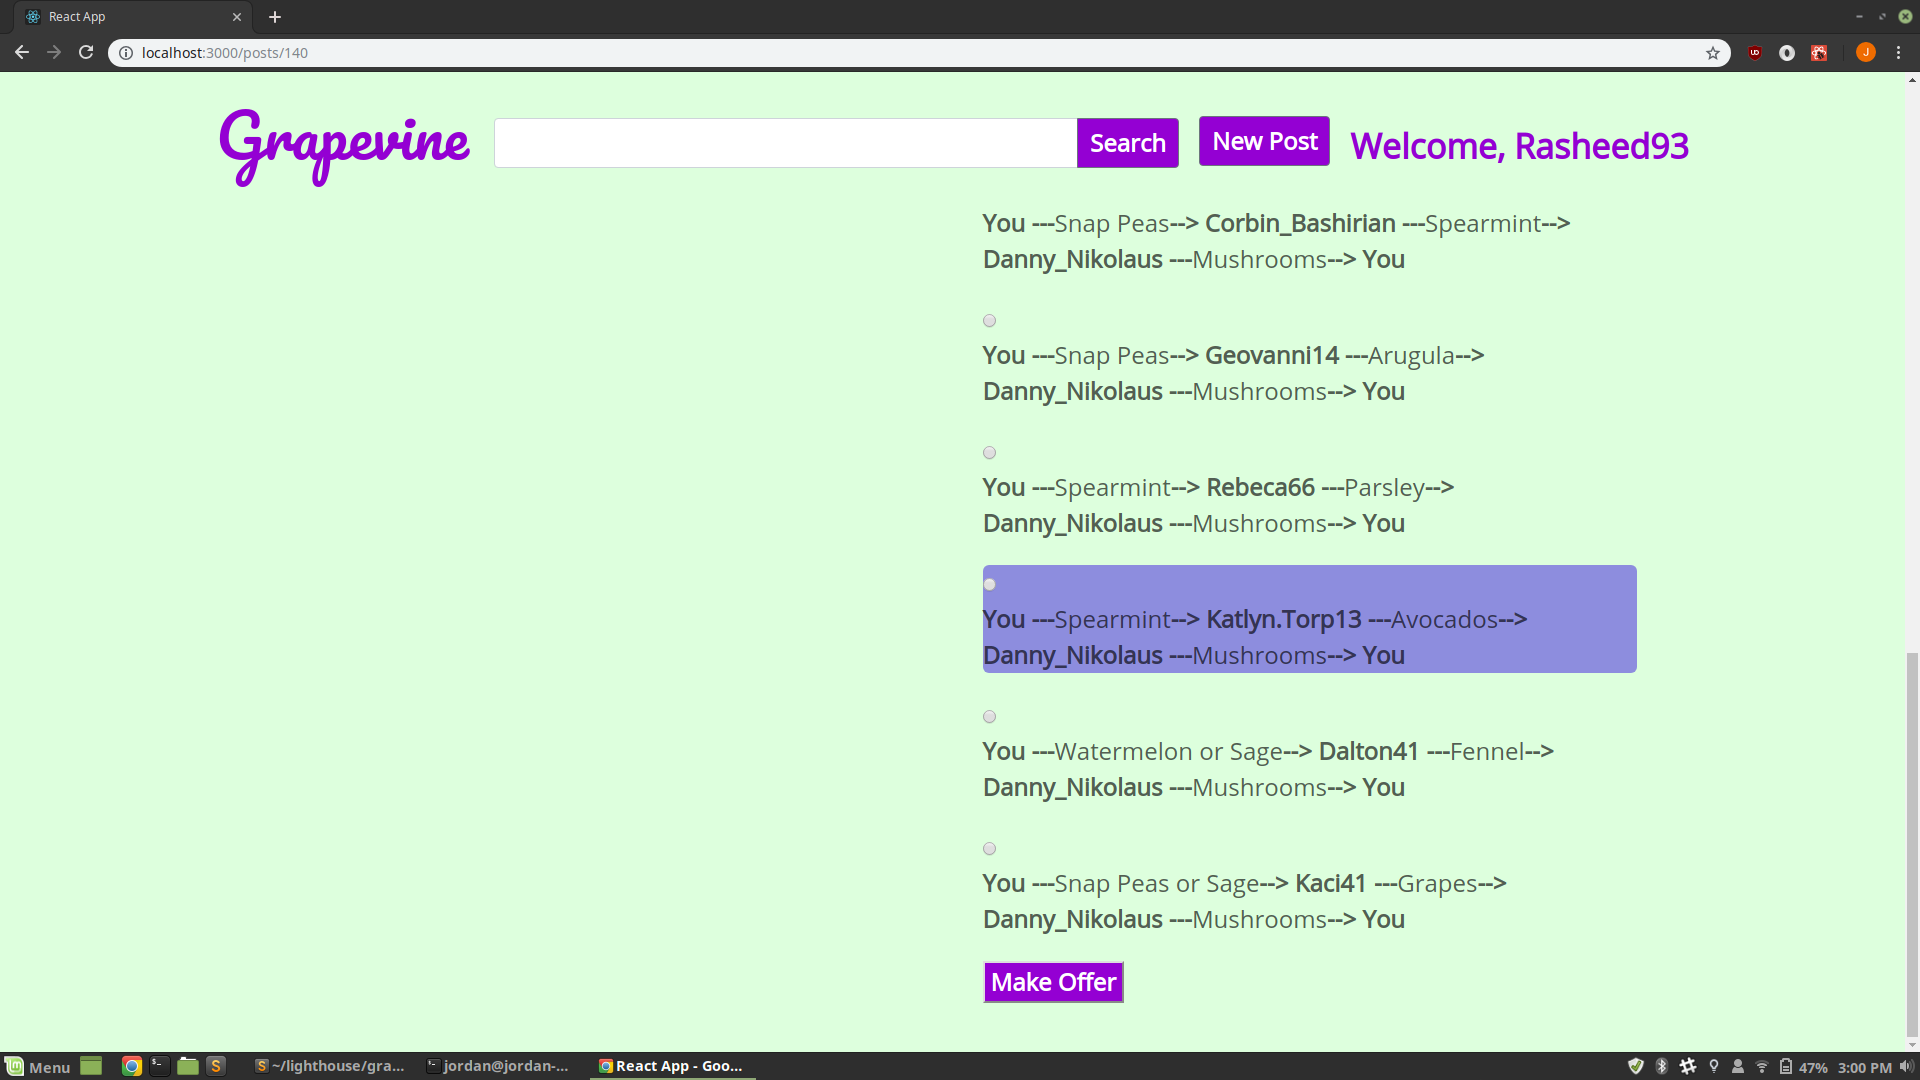 React App
localhost:3000/posts/140
J
Grapevine
Search
New Post
Welcome, Rasheed93
You ---Snap Peas--> Corbin_Bashirian ---Spearmint-->
Danny_Nikolaus ---Mushrooms--> You
You ---Snap Peas--> Geovanni14 ---Arugula-->
Danny_Nikolaus ---Mushrooms--> You
You ---Spearmint--> Rebeca66 ---Parsley-->
Danny_Nikolaus ---Mushrooms--> You
You ---Spearmint--> Katlyn.Torp13 ---Avocados-->
Danny_Nikolaus ---Mushrooms--> You
You ---Watermelon or Sage--> Dalton41 ---Fennel-->
Danny_Nikolaus ---Mushrooms--> You
You ---Snap Peas or Sage--> Kaci41 ---Grapes-->
Danny_Nikolaus ---Mushrooms--> You
Make Offer
Menu
~/lighthouse/gra...
jordan@jordan-...
React App - Goo...
47%
3:00 PM